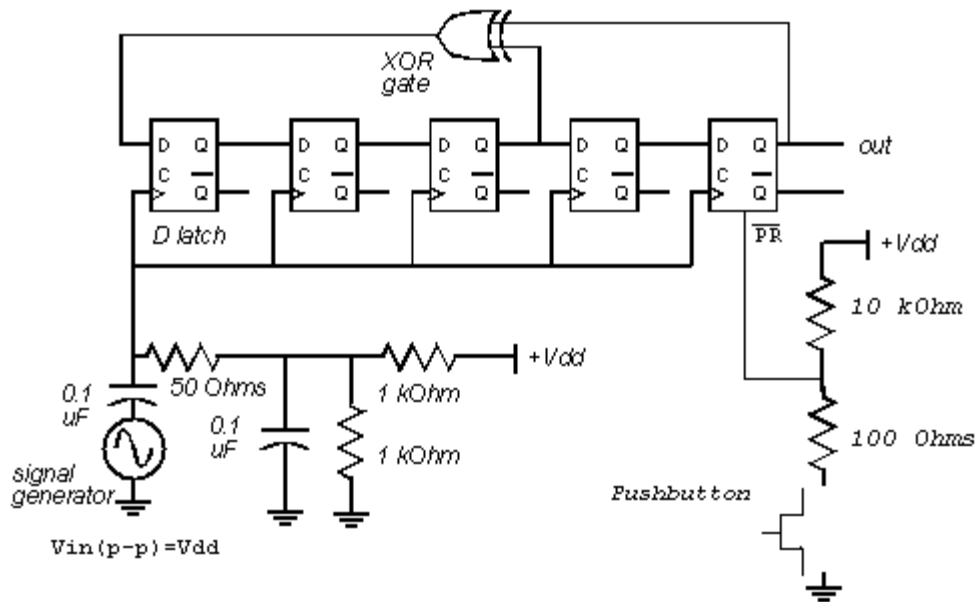 XOR
gate
D Q
C
Q
D Q
C
Q
D Q
C
Q
D Q
C
Q
D Q
C
Q
out
D latch
PR
+Vdd
10 kOhm
0.1
uF
50 Ohms
+Vdd
1 kOhm
0.1
uF
1 kOhm
100 Ohms
signal
generator
Pushbutton
Vin(p-p)=Vdd